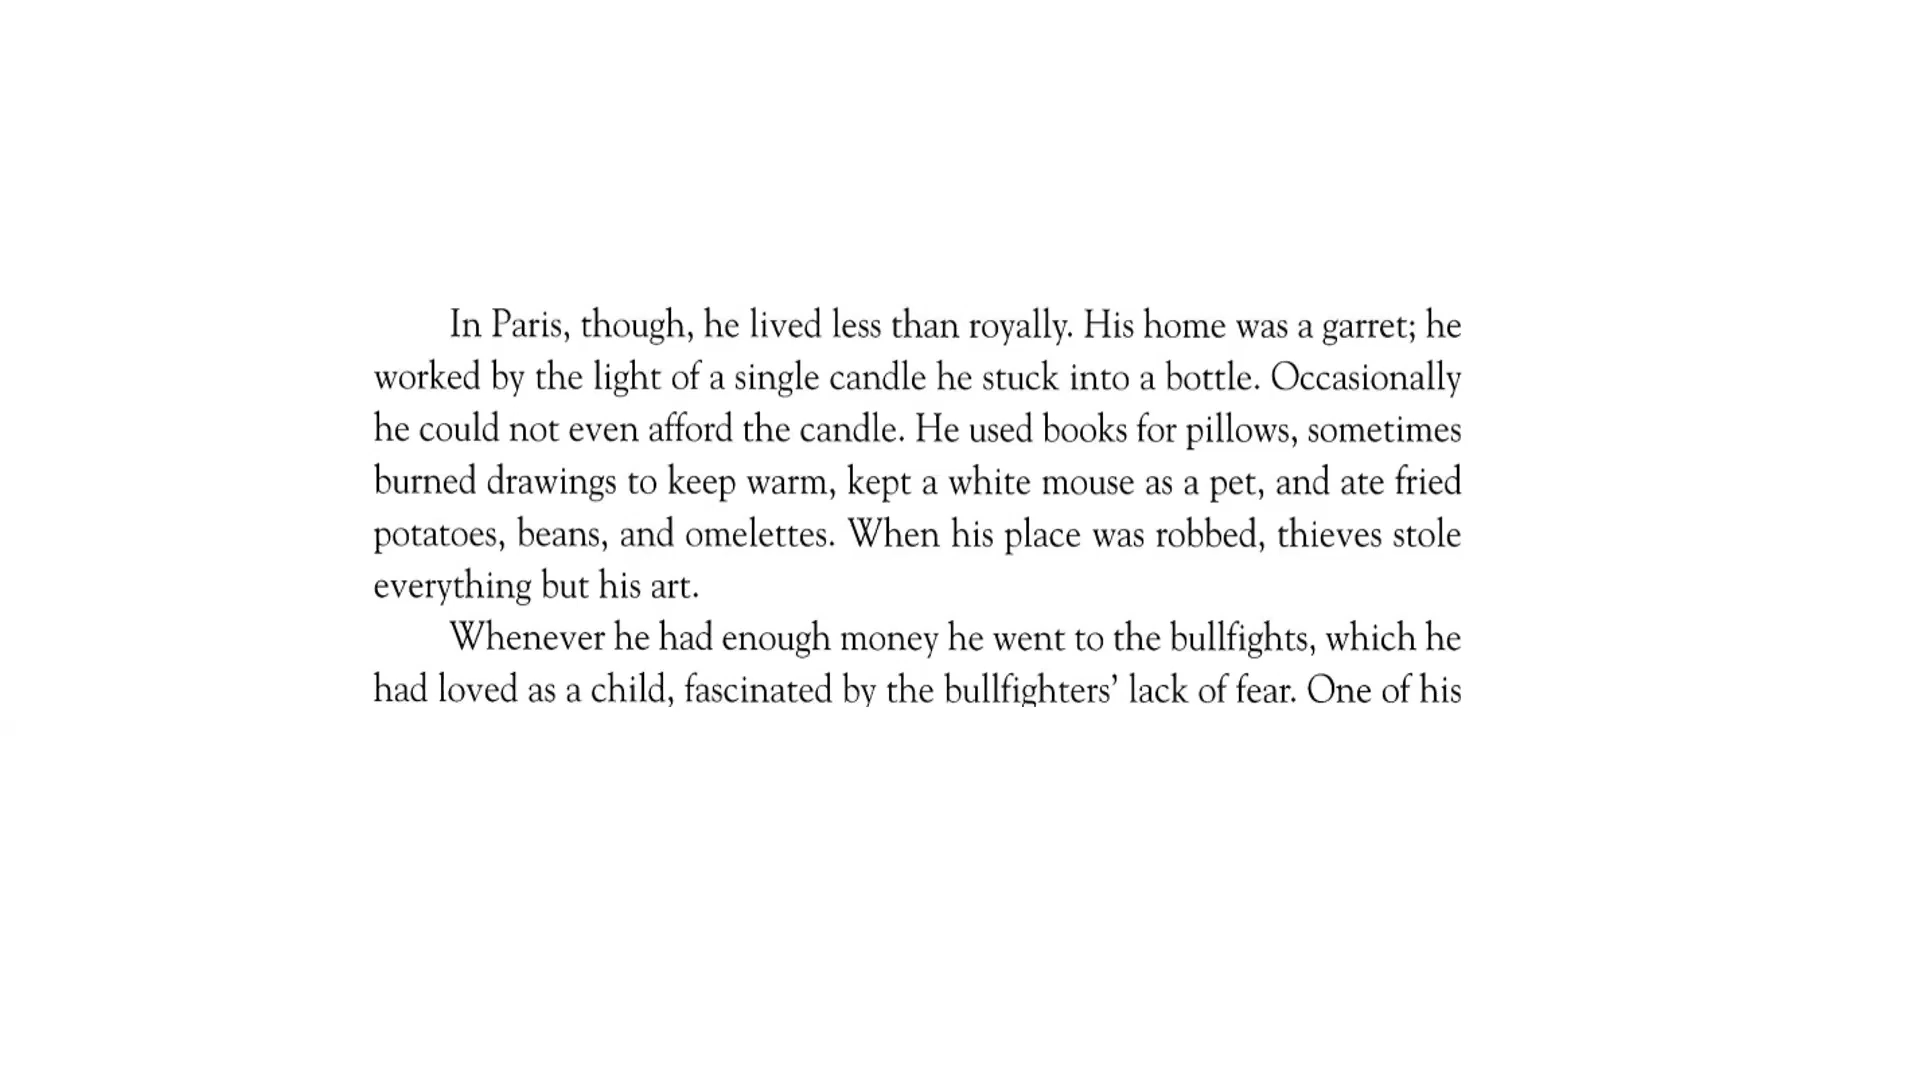 In Paris, though, he lived less than royally. His home was a garret; he
worked by the light of a single candle he stuck into a bottle. Occasionally
he could not even afford the candle. He used books for pillows, sometimes
burned drawings to keep warm, kept a white mouse as a pet, and ate fried
potatoes, beans, and omelettes. When his place was robbed, thieves stole
everything but his art.
Whenever he had enough money he went to the bullfights, which he
had loved as a child, fascinated by the bullfighters’ lack of fear. One of his